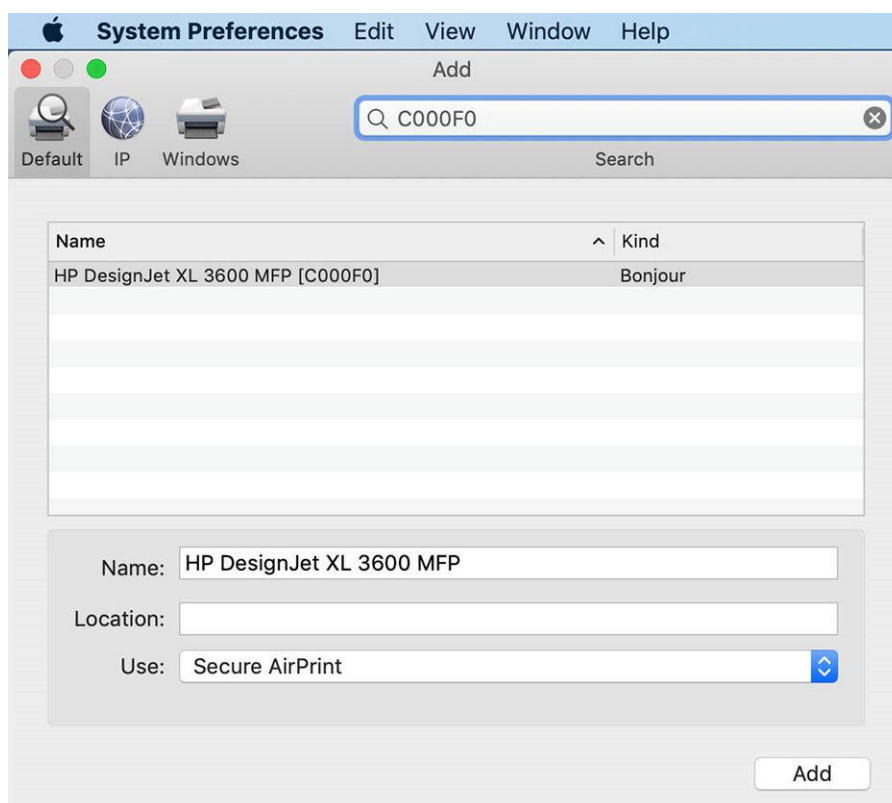 System Preferences Edit View Window Help
Add
C000F0
Default IP Windows Search
Name Kind
HP DesignJet XL 3600 MFP [C000F0] Bonjour
Name: HP DesignJet XL 3600 MFP
Location:
Use: Secure AirPrint
Add